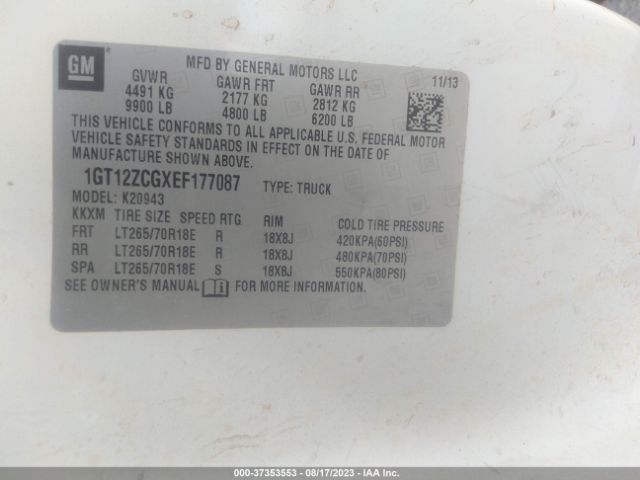 GM
®
MFD BY GENERAL MOTORS LLC
11/13
GVWR GAWR FRT GAWR RR
4491 KG 2177 KG 2812 KG
9900 LB 4800 LB 6200 LB
THIS VEHICLE CONFORMS TO ALL APPLICABLE U.S. FEDERAL MOTOR
VEHICLE SAFETY STANDARDS IN EFFECT ON THE DATE OF
MANUFACTURE SHOWN ABOVE.
1GT12ZCGXEF177087 TYPE: TRUCK
MODEL: K20943
KKXM TIRE SIZE SPEED RTG RIM COLD TIRE PRESSURE
FRT LT265/70R18E R 18X8J 420KPA(60PSI)
RR LT265/70R18E R 18X8J 480KPA(70PSI)
SPA LT265/70R18E S 18X8J 550KPA(80PSI)
SEE OWNER'S MANUAL FOR MORE INFORMATION.
000-37353553 - 08/17/2023 - IAA Inc.